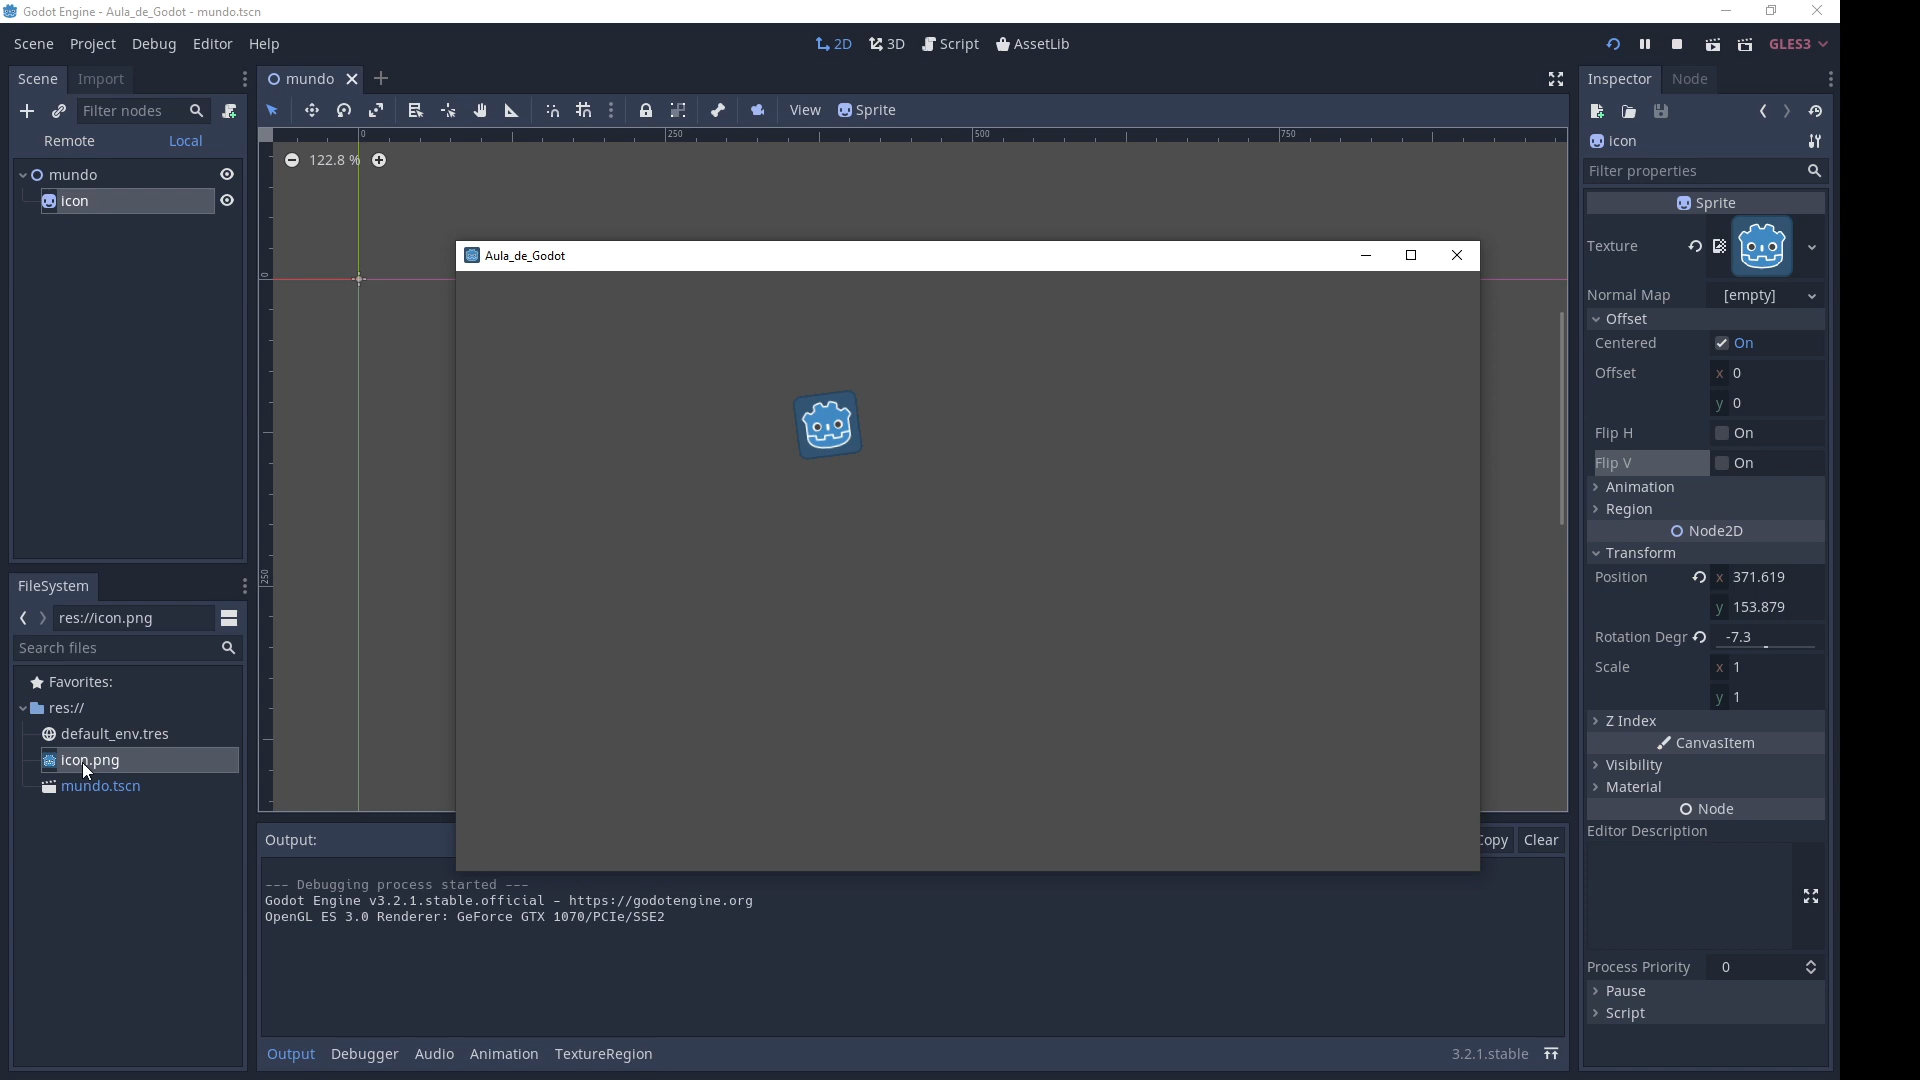 Godot Engine - Aula_de_Godot - mundo.tscn
Scene Project Debug Editor Help
2D 3D Script AssetLib
GLES3
Scene Import
Filter nodes
Remote Local
mundo
icon
FileSystem
res://icon.png
Search files
Favorites:
res://
default_env.tres
icon.png
mundo.tscn
mundo
View Sprite
0 250 500 750
122.8 %
0
250
Aula_de_Godot
Output:
Copy Clear
--- Debugging process started ---
Godot Engine v3.2.1.stable.official - https://godotengine.org
OpenGL ES 3.0 Renderer: GeForce GTX 1070/PCIe/SSE2
Output Debugger Audio Animation TextureRegion
3.2.1.stable
Inspector Node
icon
Filter properties
Sprite
Texture
Normal Map [empty]
Offset
Centered On
Offset x 0
y 0
Flip H On
Flip V On
Animation
Region
Node2D
Transform
Position x 371.619
y 153.879
Rotation Degr -7.3
Scale x 1
y 1
Z Index
CanvasItem
Visibility
Material
Node
Editor Description
Process Priority 0
Pause
Script